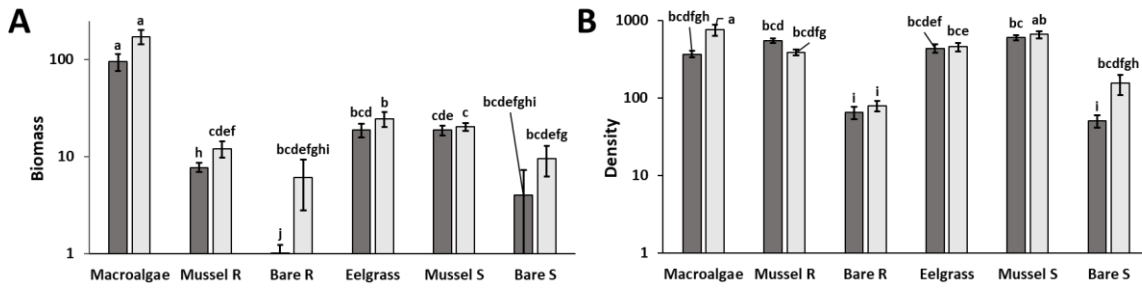 A
Biomass
100
10
1
a
a
h
cdef
j
bcdefghi
bcd
b
cde
c
bcdefghi
bcdefg
Macroalgae Mussel R Bare R Eelgrass Mussel S Bare S
B
Density
1000
100
10
1
bcdfgh
a
bcd
bcdfg
i
i
bcdef
bce
bc
ab
i
bcdfgh
Macroalgae Mussel R Bare R Eelgrass Mussel S Bare S